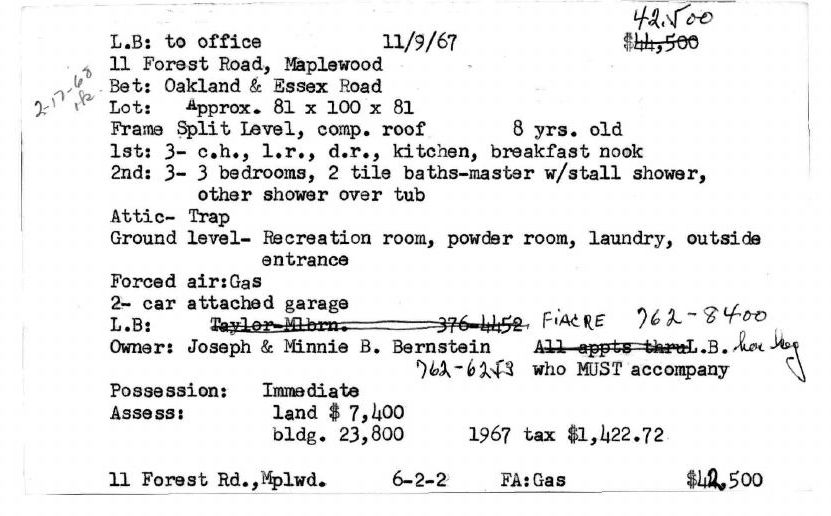 42,500
L.B: to office 11/9/67 $44,500
11 Forest Road, Maplewood
Bet: Oakland & Essex Road
2-17-68
Lot: Approx. 81 x 100 x 81
Frame Split Level, comp. roof 8 yrs. old
1st: 3- c.h., l.r., d.r., kitchen, breakfast nook
2nd: 3- 3 bedrooms, 2 tile baths-master w/stall shower,
other shower over tub
Attic- Trap
Ground level- Recreation room, powder room, laundry, outside
entrance
Forced air:Gas
2- car attached garage
L.B: Taylor-Mlbrn. 376-4452, FiACRE 762-8400
Owner: Joseph & Minnie B. Bernstein All appts thru L.B. has key
762-6253 who MUST accompany
Possession: Immediate
Assess: land $ 7,400
bldg. 23,800 1967 tax $1,422.72
11 Forest Rd.,Mplwd. 6-2-2 FA:Gas $42,500